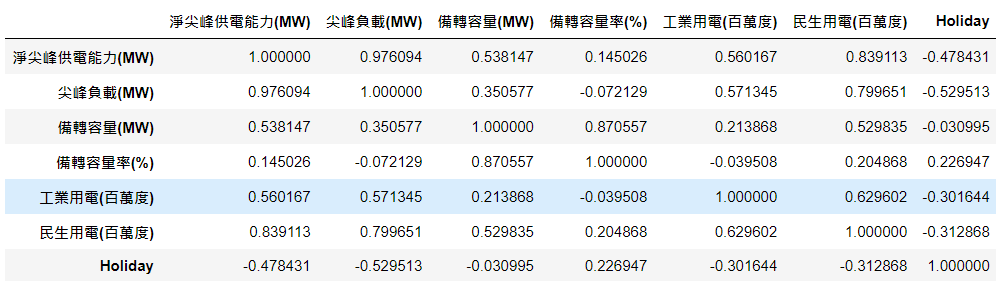 淨尖峰供電能力(MW) 尖峰負載(MW) 備轉容量(MW) 備轉容量率(%) 工業用電(百萬度) 民生用電(百萬度) Holiday
淨尖峰供電能力(MW) 1.000000 0.976094 0.538147 0.145026 0.560167 0.839113 -0.478431
尖峰負載(MW) 0.976094 1.000000 0.350577 -0.072129 0.571345 0.799651 -0.529513
備轉容量(MW) 0.538147 0.350577 1.000000 0.870557 0.213868 0.529835 -0.030995
備轉容量率(%) 0.145026 -0.072129 0.870557 1.000000 -0.039508 0.204868 0.226947
工業用電(百萬度) 0.560167 0.571345 0.213868 -0.039508 1.000000 0.629602 -0.301644
民生用電(百萬度) 0.839113 0.799651 0.529835 0.204868 0.629602 1.000000 -0.312868
Holiday -0.478431 -0.529513 -0.030995 0.226947 -0.301644 -0.312868 1.000000